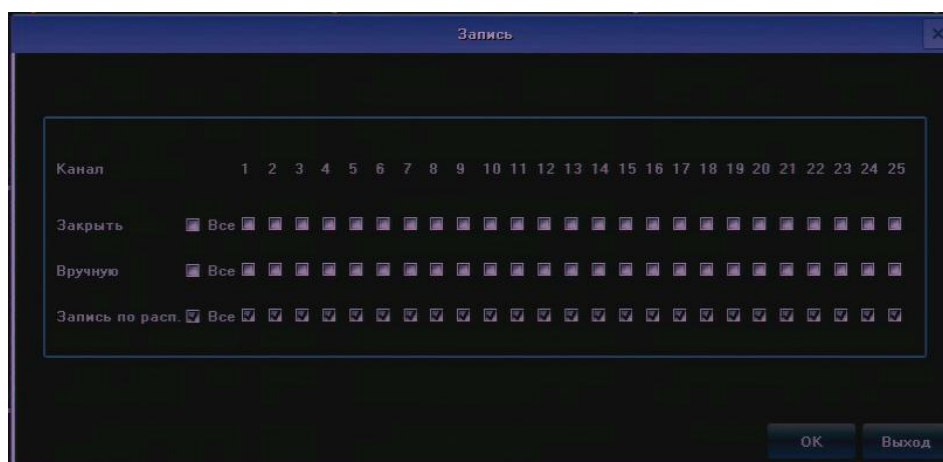 Запись
Канал 1 2 3 4 5 6 7 8 9 10 11 12 13 14 15 16 17 18 19 20 21 22 23 24 25
Закрыть Все
Вручную Все
Запись по расп. Все
OK Выход